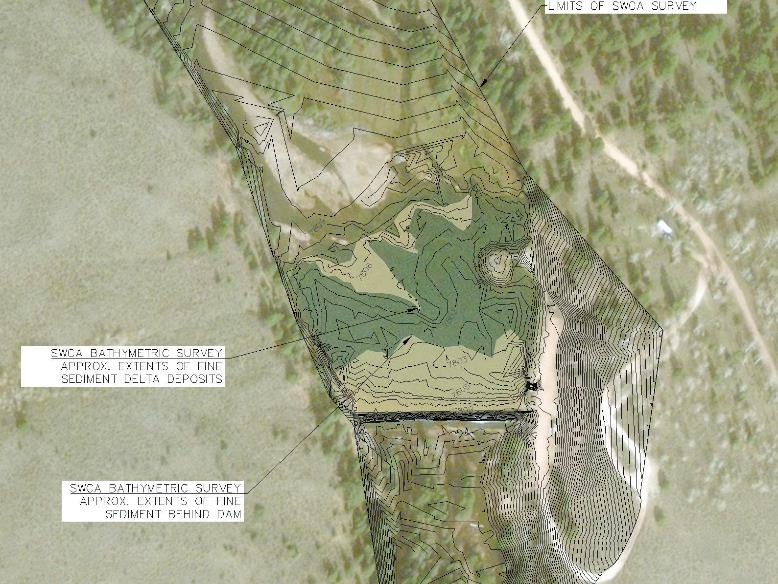 LIMITS OF SWCA SURVEY
SWCA BATHYMETRIC SURVEY
APPROX. EXTENTS OF FINE
SEDIMENT DELTA DEPOSITS
SWCA BATHYMETRIC SURVEY
APPROX. EXTENTS OF FINE
SEDIMENT BEHIND DAM